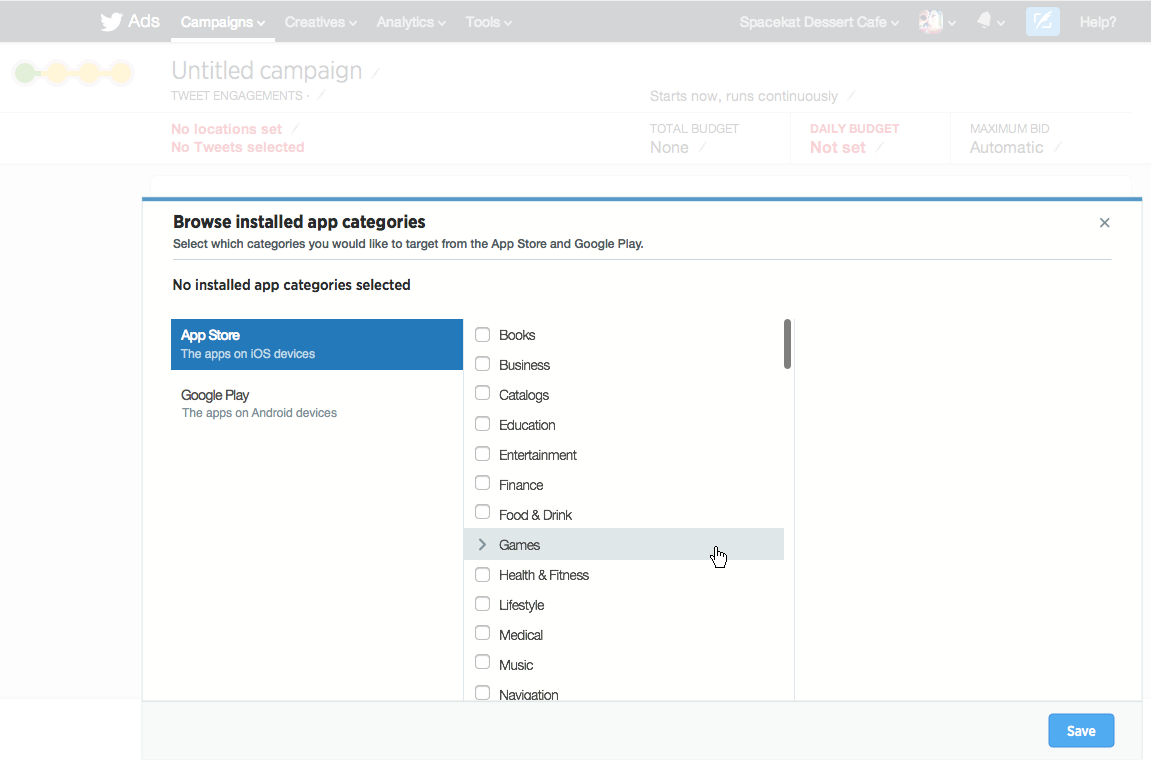 Ads Campaigns Creatives Analytics Tools Spacekat Dessert Cafe Help?
Untitled campaign
TWEET ENGAGEMENTS · Starts now, runs continuously
No locations set TOTAL BUDGET DAILY BUDGET MAXIMUM BID
No Tweets selected None Not set Automatic
Browse installed app categories
Select which categories you would like to target from the App Store and Google Play.
No installed app categories selected
App Store
The apps on iOS devices
Google Play
The apps on Android devices
Books
Business
Catalogs
Education
Entertainment
Finance
Food & Drink
Games
Health & Fitness
Lifestyle
Medical
Music
Navigation
Save